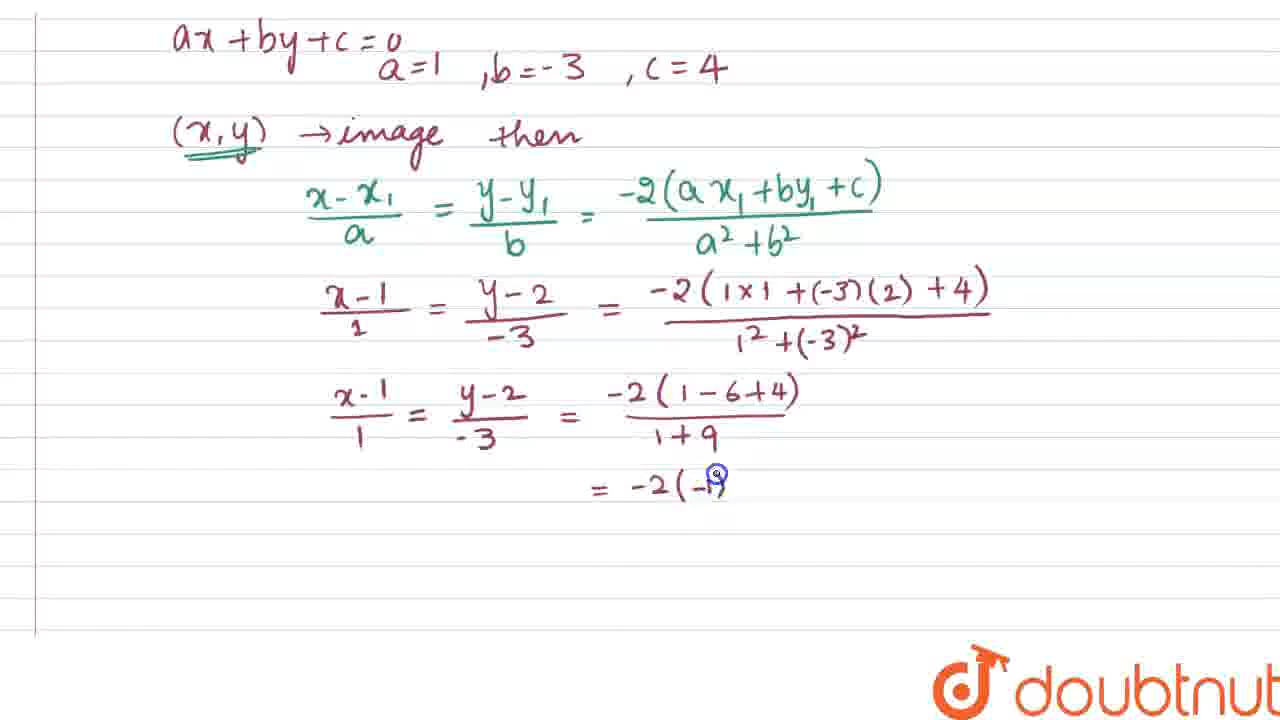 ax + by + c = 0
a = 1 , b = -3 , c = 4
(x, y) → image then
x - x₁ / a = y - y₁ / b = -2(ax₁ + by₁ + c) / a² + b²
x - 1 / 1 = y - 2 / -3 = -2(1 × 1 + (-3)(2) + 4) / 1² + (-3)²
x - 1 / 1 = y - 2 / -3 = -2(1 - 6 + 4) / 1 + 9
= -2(-1)
doubtnut